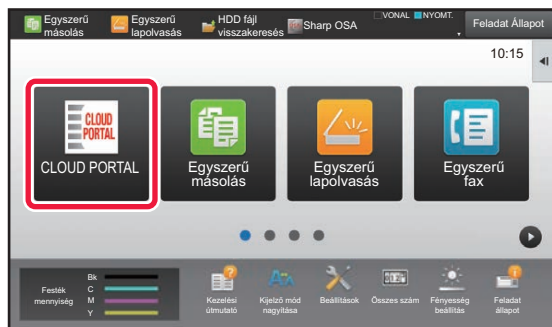 Egyszerű
másolás
Egyszerű
lapolvasás
HDD fájl
visszakeresés
Sharp OSA
VONAL
NYOMT.
Feladat Állapot
10:15
CLOUD
PORTAL
CLOUD PORTAL
Egyszerű
másolás
Egyszerű
lapolvasás
Egyszerű
fax
Festék
mennyiség
Bk
C
M
Y
Kezelési
útmutató
Kijelző mód
nagyítása
Beállítások
Összes szám
Fényesség
beállítás
Feladat
állapot